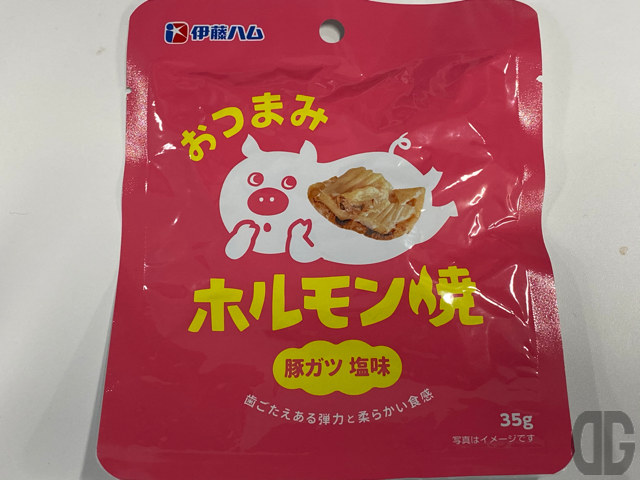 伊藤ハム
おつまみ
ホルモン焼
豚ガツ 塩味
歯ごたえある弾力と柔らかい食感
35g
写真はイメージです
DG